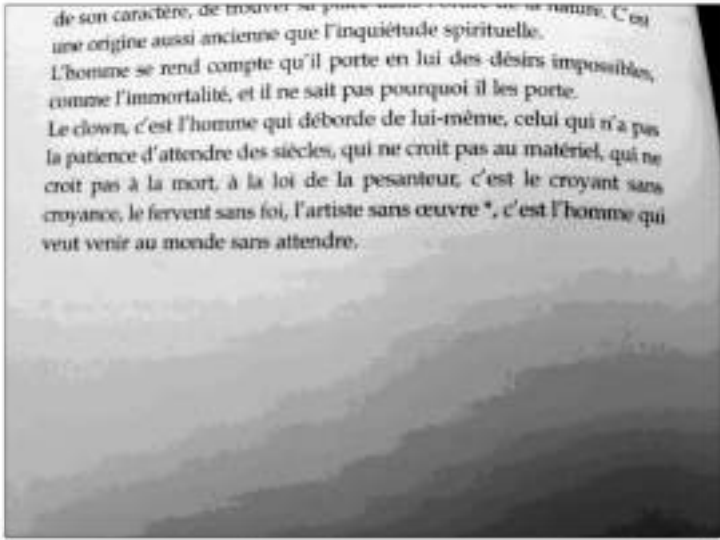 de son caractère, de trouver sa place dans l'ordre de la nature. C'est
une origine aussi ancienne que l'inquiétude spirituelle.
L'homme se rend compte qu'il porte en lui des désirs impossibles,
comme l'immortalité, et il ne sait pas pourquoi il les porte.
Le clown, c'est l'homme qui déborde de lui-même, celui qui n'a pas
la patience d'attendre des siècles, qui ne croit pas au matériel, qui ne
croit pas à la mort, à la loi de la pesanteur, c'est le croyant sans
croyance, le fervent sans foi, l'artiste sans œuvre *, c'est l'homme qui
veut venir au monde sans attendre.